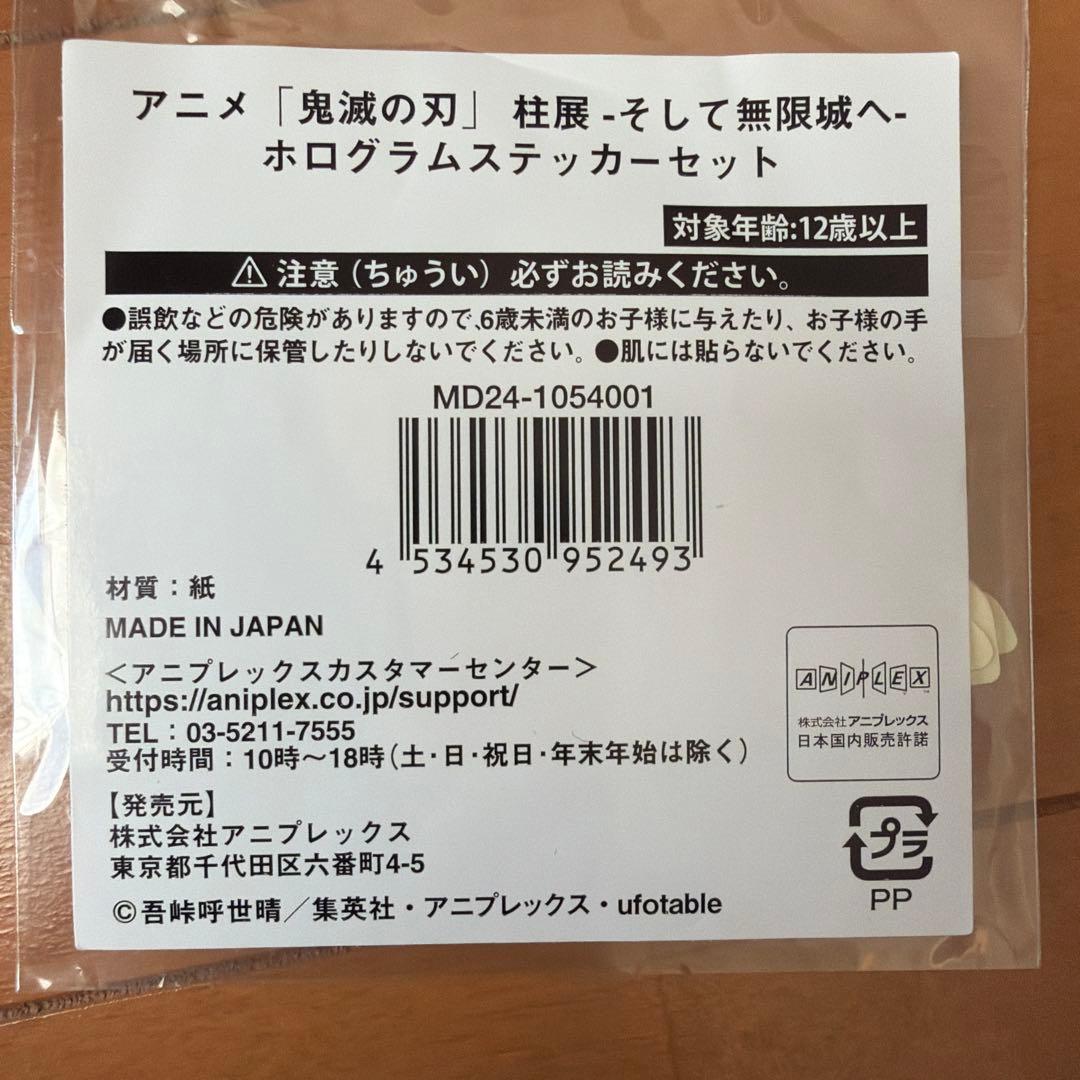 アニメ「鬼滅の刃」 柱展 -そして無限城へ-
ホログラムステッカーセット
対象年齢:12歳以上
⚠ 注意（ちゅうい）必ずお読みください。
●誤飲などの危険がありますので、6歳未満のお子様に与えたり、お子様の手
が届く場所に保管したりしないでください。●肌には貼らないでください。
MD24-1054001
4 534530 952493
材質：紙
MADE IN JAPAN
＜アニプレックスカスタマーセンター＞
https://aniplex.co.jp/support/
TEL：03-5211-7555
受付時間：10時～18時（土・日・祝日・年末年始は除く）
ANIPLEX™
株式会社アニプレックス
日本国内販売許諾
【発売元】
株式会社アニプレックス
東京都千代田区六番町4-5
©吾峠呼世晴／集英社・アニプレックス・ufotable
プラ
PP